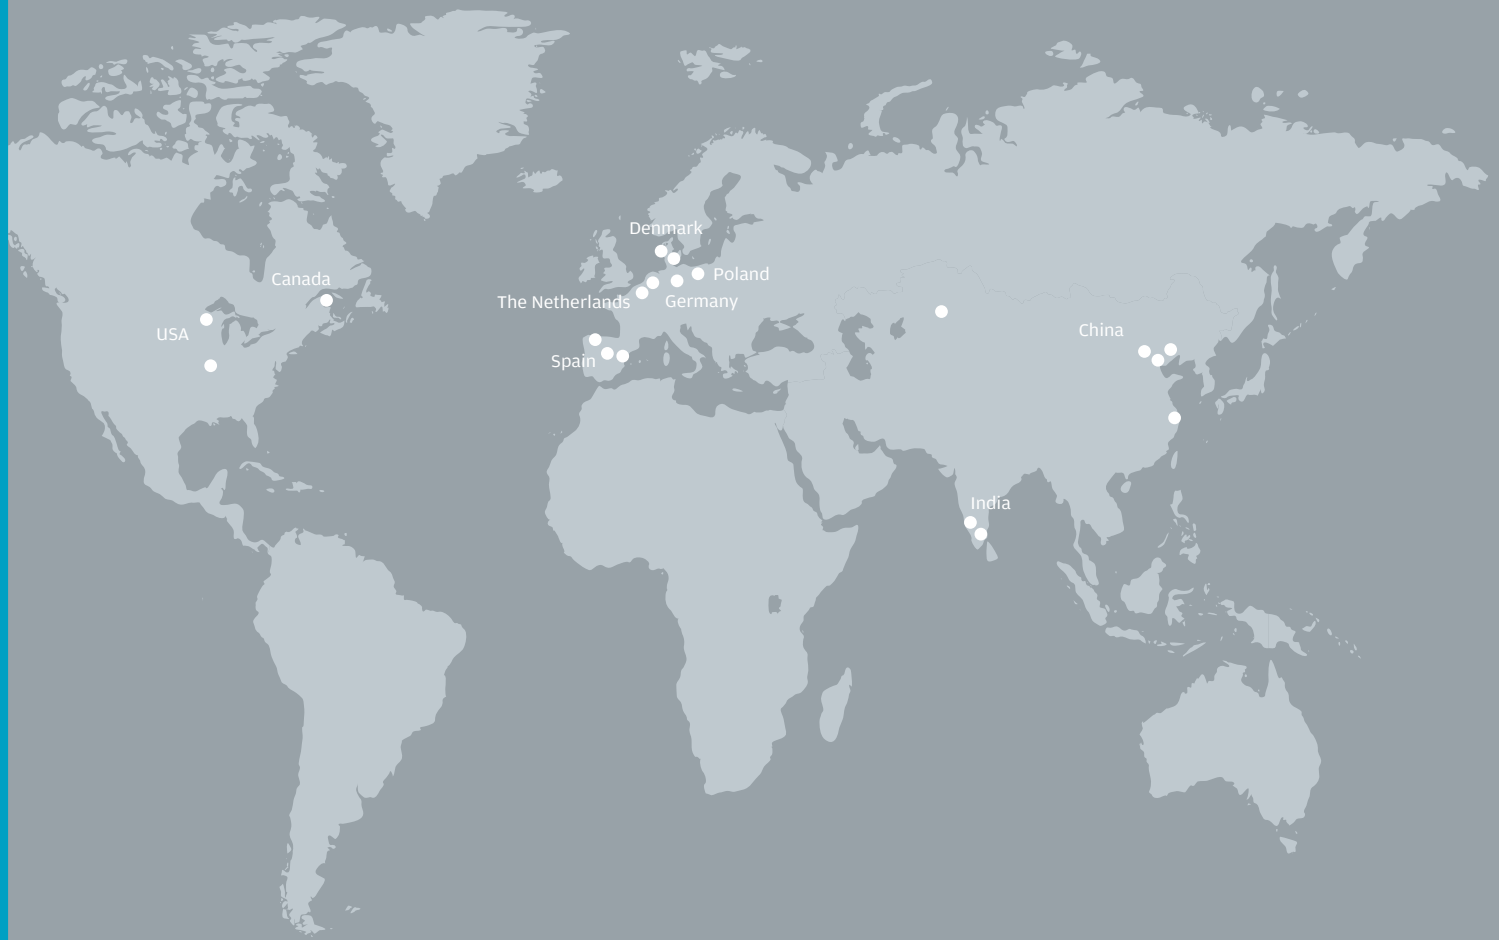 Denmark
Poland
Canada
The Netherlands
Germany
China
USA
Spain
India